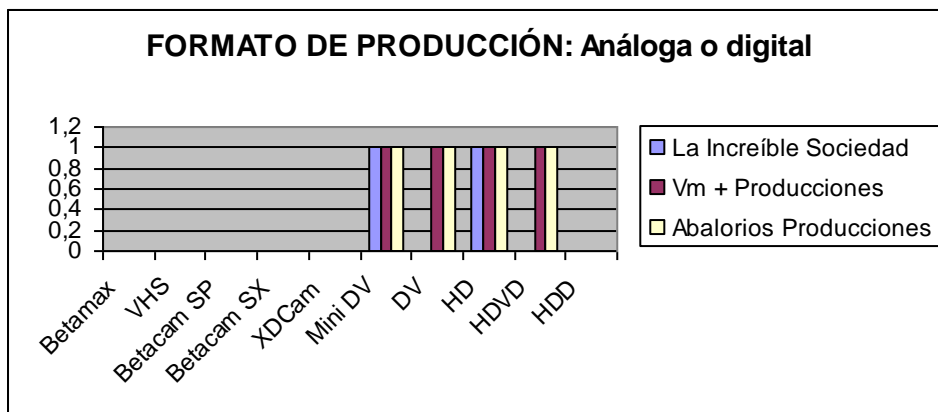 FORMATO DE PRODUCCIÓN: Análoga o digital
1,2
1
0,8
0,6
0,4
0,2
0
Betamax
VHS
Betacam SP
Betacam SX
XDCam
Mini DV
DV
HD
HDVD
HDD
La Increíble Sociedad
Vm + Producciones
Abalorios Producciones